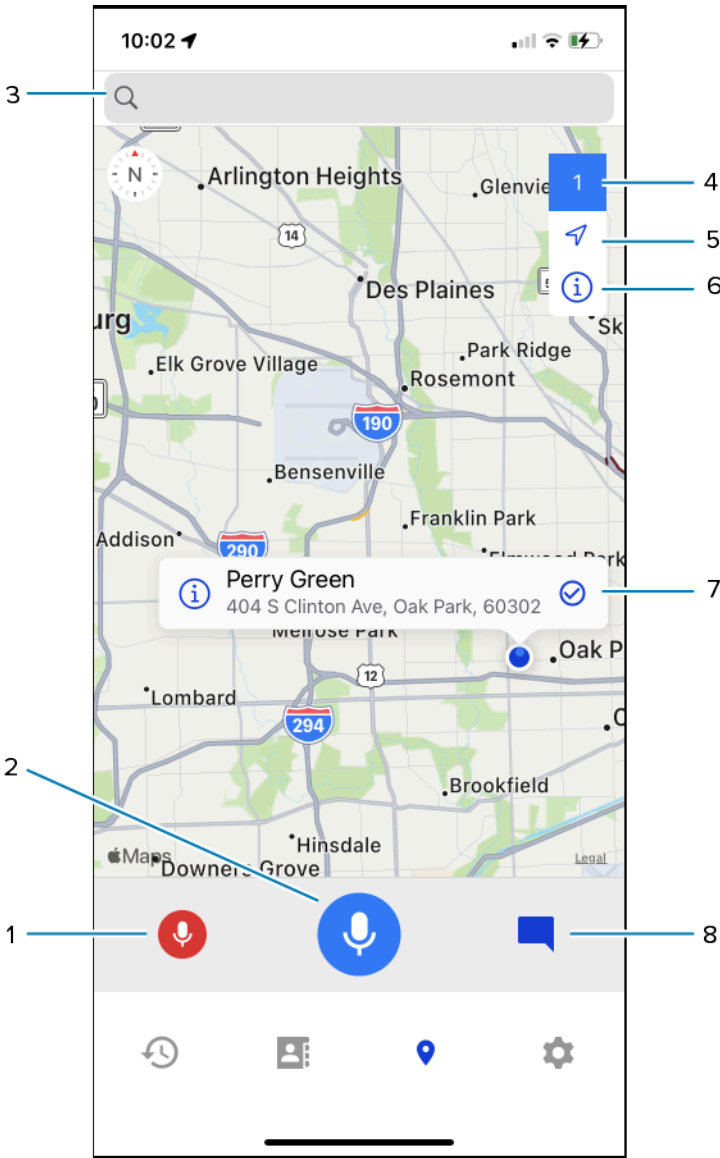 10:02
3
N
Arlington Heights
Glenvie
1
4
14
5
Des Plaines
6
urg
Sk
Elk Grove Village
Park Ridge
Rosemont
190
Bensenville
Franklin Park
Addison
290
Elmwood Park
Perry Green
7
404 S Clinton Ave, Oak Park, 60302
Melrose Park
Oak P
12
Lombard
294
2
Brookfield
Hinsdale
Maps
Legal
Downers Grove
1
8